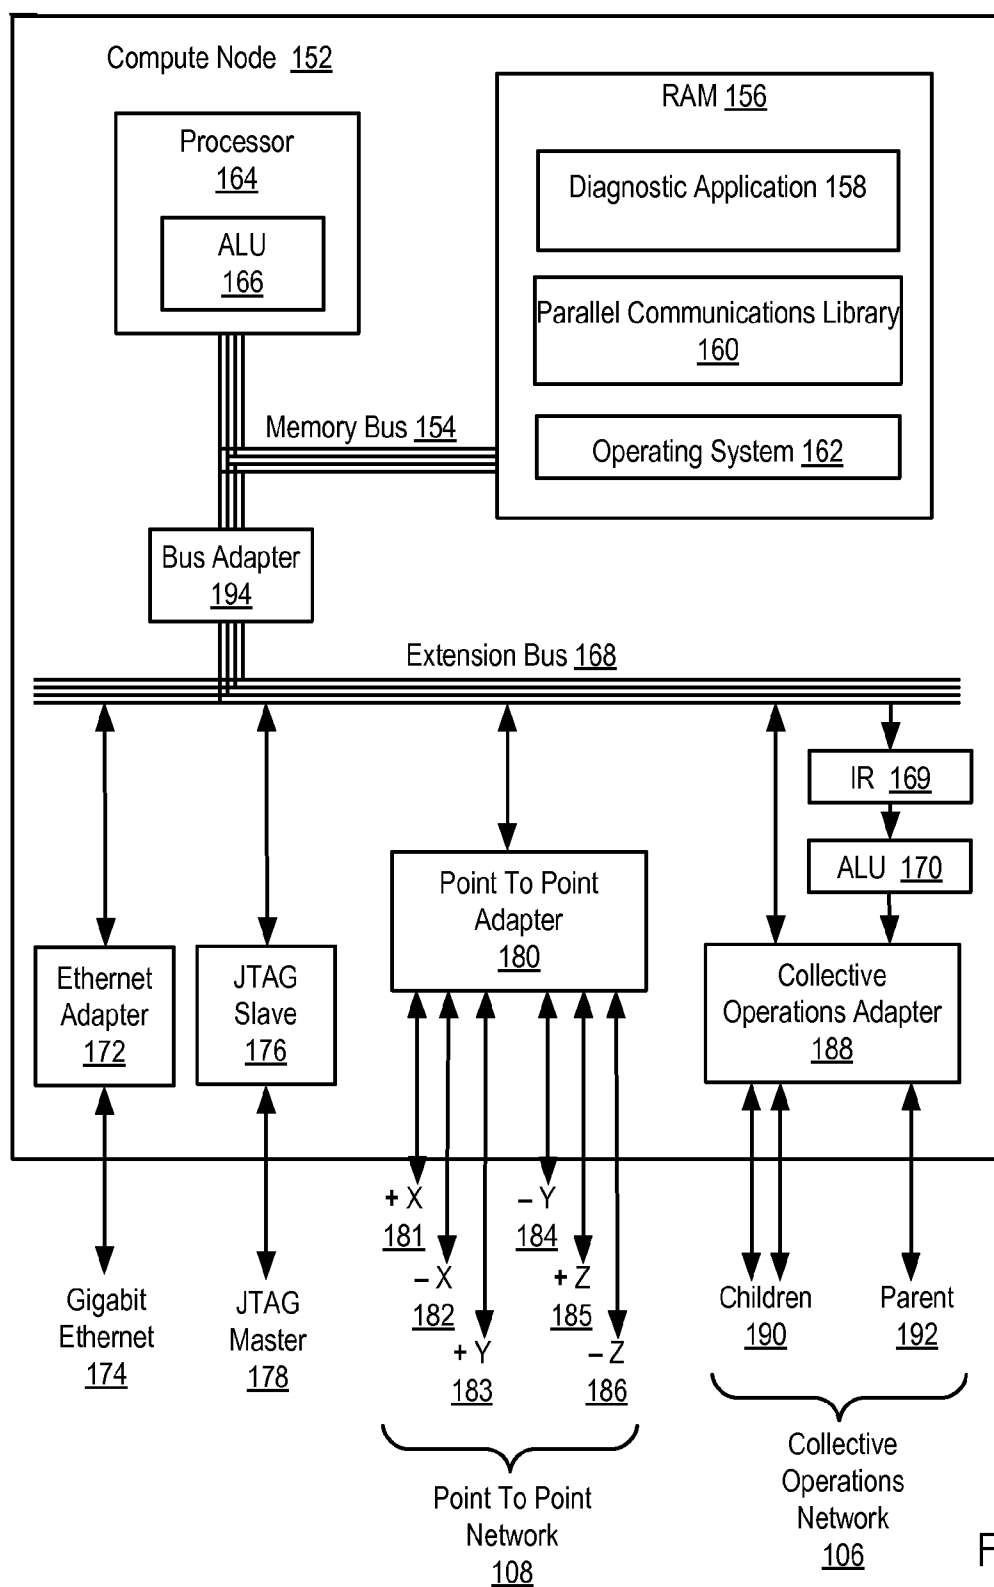 Compute Node 152
RAM 156
Processor
164
ALU
166
Diagnostic Application 158
Parallel Communications Library
160
Operating System 162
Memory Bus 154
Bus Adapter
194
Extension Bus 168
IR 169
ALU 170
Point To Point
Adapter
180
Ethernet
Adapter
172
JTAG
Slave
176
Collective
Operations Adapter
188
+ X
181
– X
182
+ Y
183
– Y
184
+ Z
185
– Z
186
Gigabit
Ethernet
174
JTAG
Master
178
Children
190
Parent
192
Point To Point
Network
108
Collective
Operations
Network
106
F